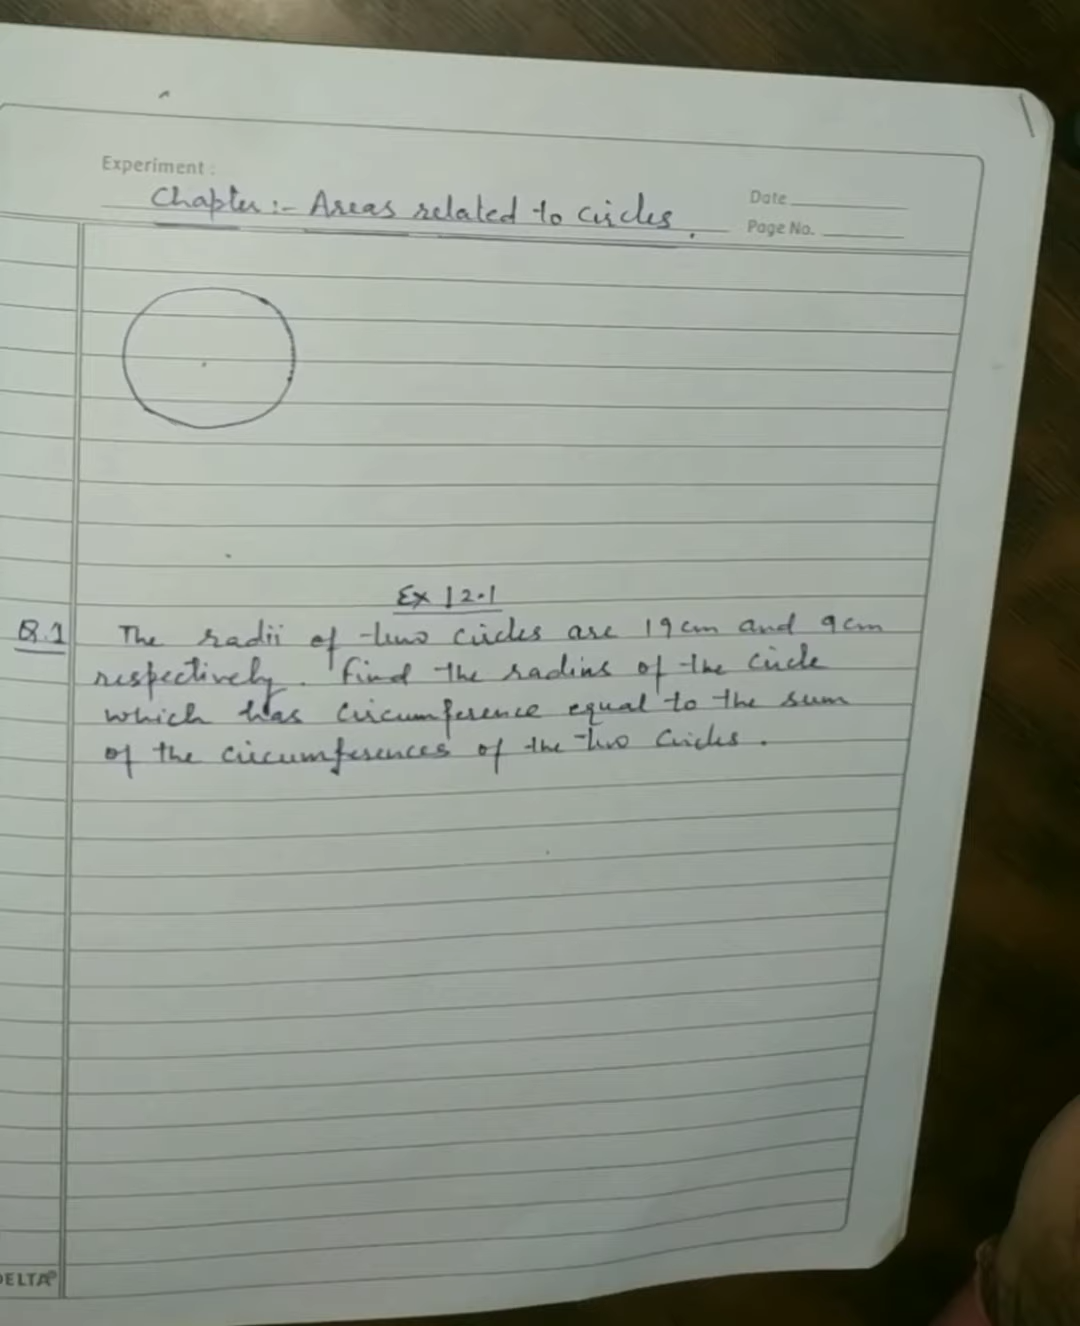 Experiment :
Chapter :- Areas related to circles.
Date
Page No.
Ex 12.1
Q.1 The radii of two circles are 19 cm and 9 cm
respectively. Find the radius of the circle
which has circumference equal to the sum
of the circumferences of the two circles.
DELTA